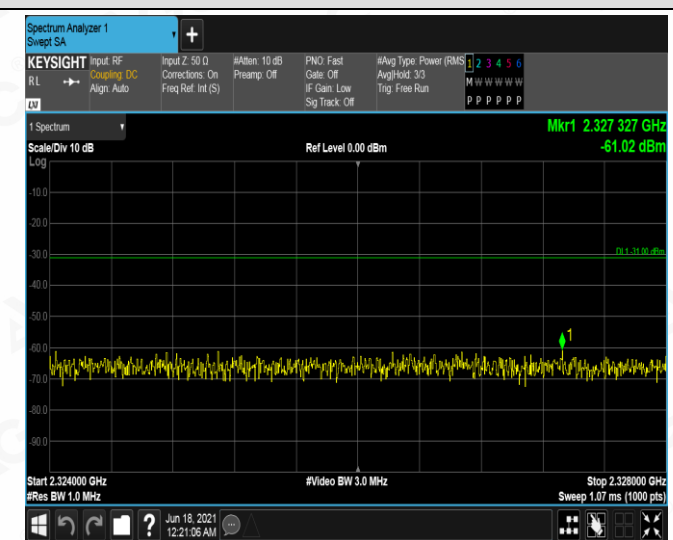 Spectrum Analyzer 1
Swept SA
+
KEYSIGHT Input: RF Input Z: 50 Ω #Atten: 10 dB PNO: Fast #Avg Type: Power (RMS 1 2 3 4 5 6
RL Coupling: DC Corrections: On Preamp: Off Gate: Off Avg|Hold: 3/3 M W W W W W
Align: Auto Freq Ref: Int (S) IF Gain: Low Trig: Free Run
LXI Sig Track: Off P P P P P P
1 Spectrum Mkr1 2.327 327 GHz
Scale/Div 10 dB Ref Level 0.00 dBm -61.02 dBm
Log
-10.0
-20.0
-30.0 DL1 -31.00 dBm
-40.0
-50.0
1
-60.0
-70.0
-80.0
-90.0
Start 2.324000 GHz #Video BW 3.0 MHz Stop 2.328000 GHz
#Res BW 1.0 MHz Sweep 1.07 ms (1000 pts)
? Jun 18, 2021
12:21:06 AM